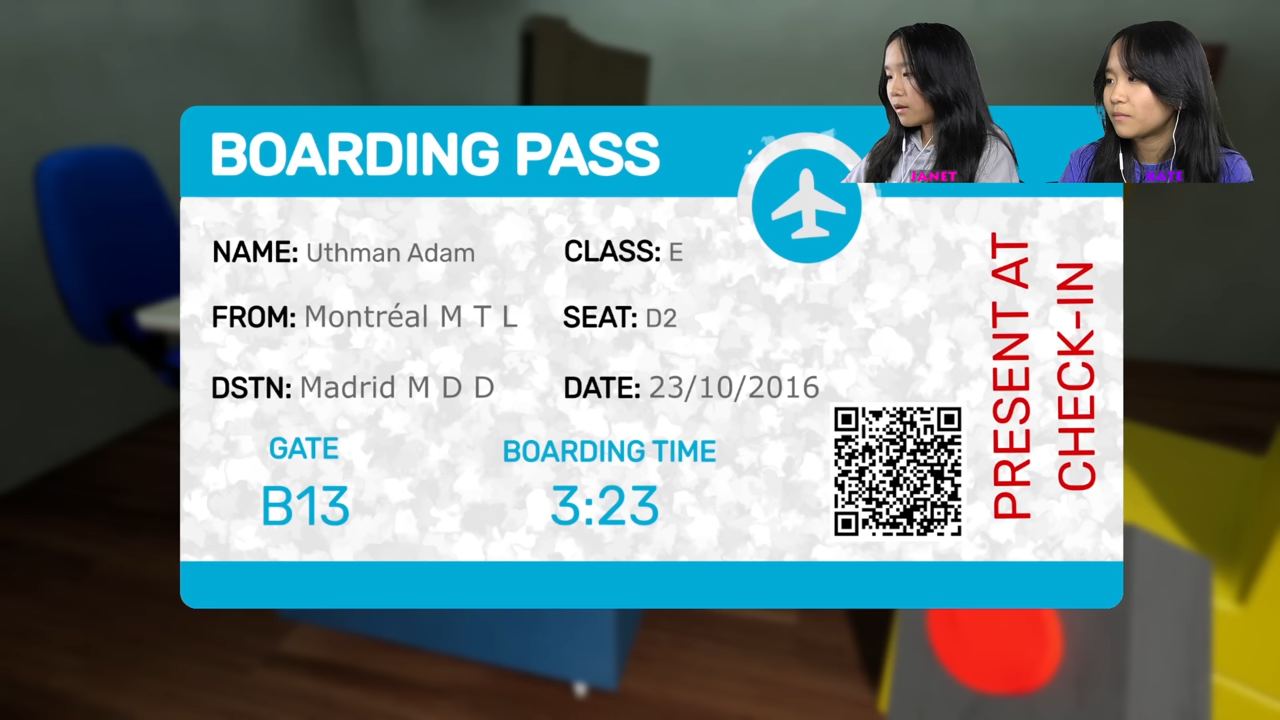 BOARDING PASS
JANET
KATE
NAME: Uthman Adam
CLASS: E
FROM: Montréal M T L
SEAT: D2
DSTN: Madrid M D D
DATE: 23/10/2016
GATE
BOARDING TIME
B13
3:23
PRESENT AT
CHECK-IN